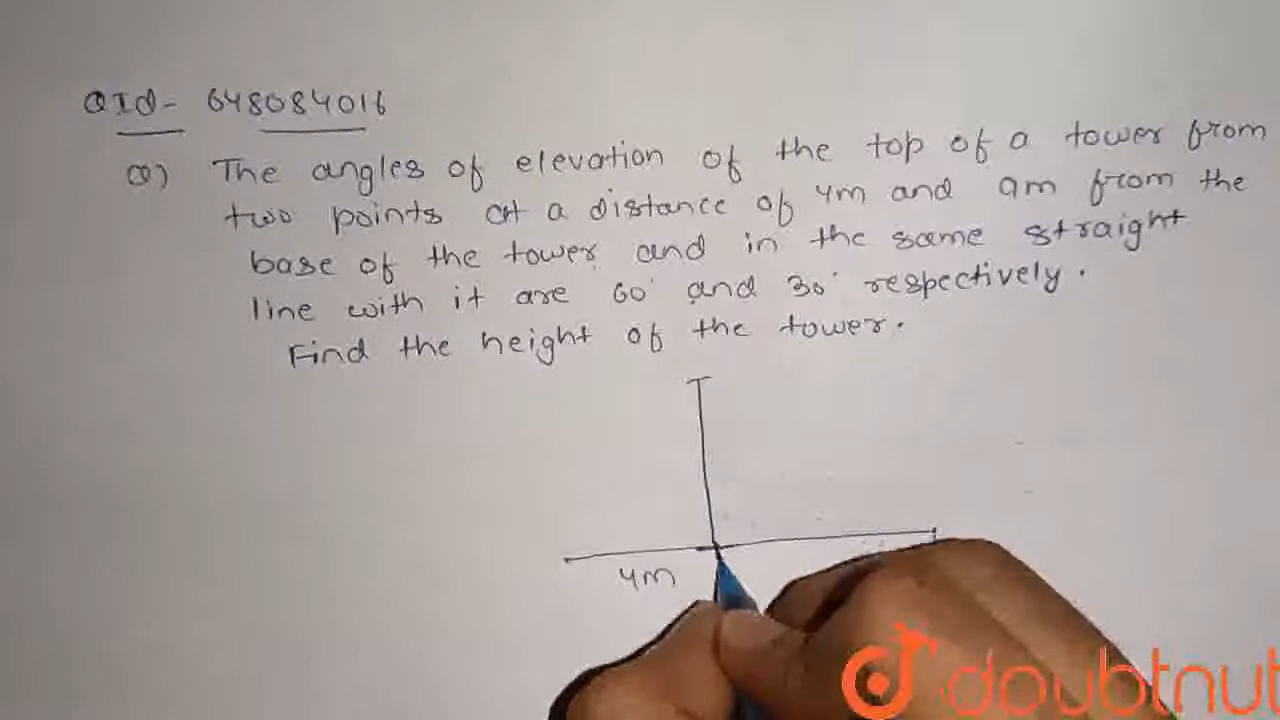 QId- 648084016
Q) The angles of elevation of the top of a tower from
two points at a distance of 4m and 9m from the
base of the tower and in the same straight
line with it are 60° and 30° respectively.
Find the height of the tower.
4m
doubtnut